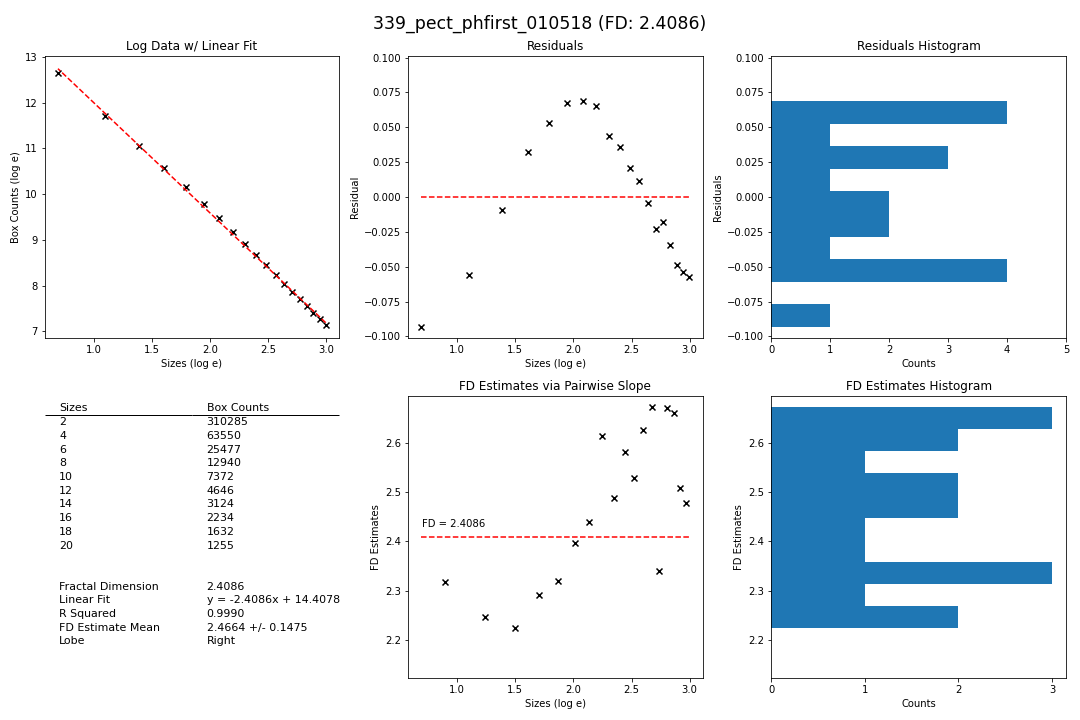 339_pect_phfirst_010518 (FD: 2.4086)
Log Data w/ Linear Fit
13
12
11
10
9
8
7
Box Counts (log e)
1.0 1.5 2.0 2.5 3.0
Sizes (log e)
Residuals
0.100
0.075
0.050
0.025
0.000
−0.025
−0.050
−0.075
−0.100
Residual
1.0 1.5 2.0 2.5 3.0
Sizes (log e)
Residuals Histogram
0.100
0.075
0.050
0.025
0.000
−0.025
−0.050
−0.075
−0.100
Residuals
0 1 2 3 4 5
Counts
Sizes Box Counts
2 310285
4 63550
6 25477
8 12940
10 7372
12 4646
14 3124
16 2234
18 1632
20 1255
Fractal Dimension 2.4086
Linear Fit y = -2.4086x + 14.4078
R Squared 0.9990
FD Estimate Mean 2.4664 +/- 0.1475
Lobe Right
FD Estimates via Pairwise Slope
2.6
2.5
2.4
2.3
2.2
FD Estimates
FD = 2.4086
1.0 1.5 2.0 2.5 3.0
Sizes (log e)
FD Estimates Histogram
2.6
2.5
2.4
2.3
2.2
FD Estimates
0 1 2 3
Counts